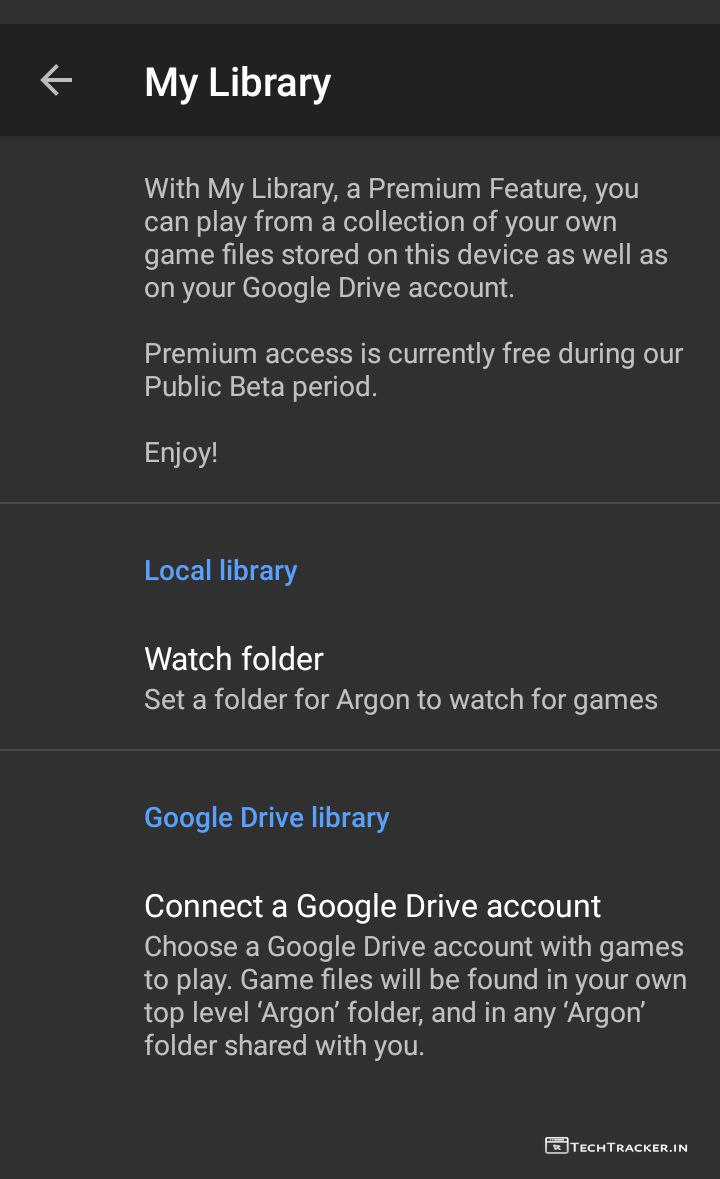 My Library
With My Library, a Premium Feature, you
can play from a collection of your own
game files stored on this device as well as
on your Google Drive account.
Premium access is currently free during our
Public Beta period.
Enjoy!
Local library
Watch folder
Set a folder for Argon to watch for games
Google Drive library
Connect a Google Drive account
Choose a Google Drive account with games
to play. Game files will be found in your own
top level ‘Argon’ folder, and in any ‘Argon’
folder shared with you.
TECHTRACKER.IN